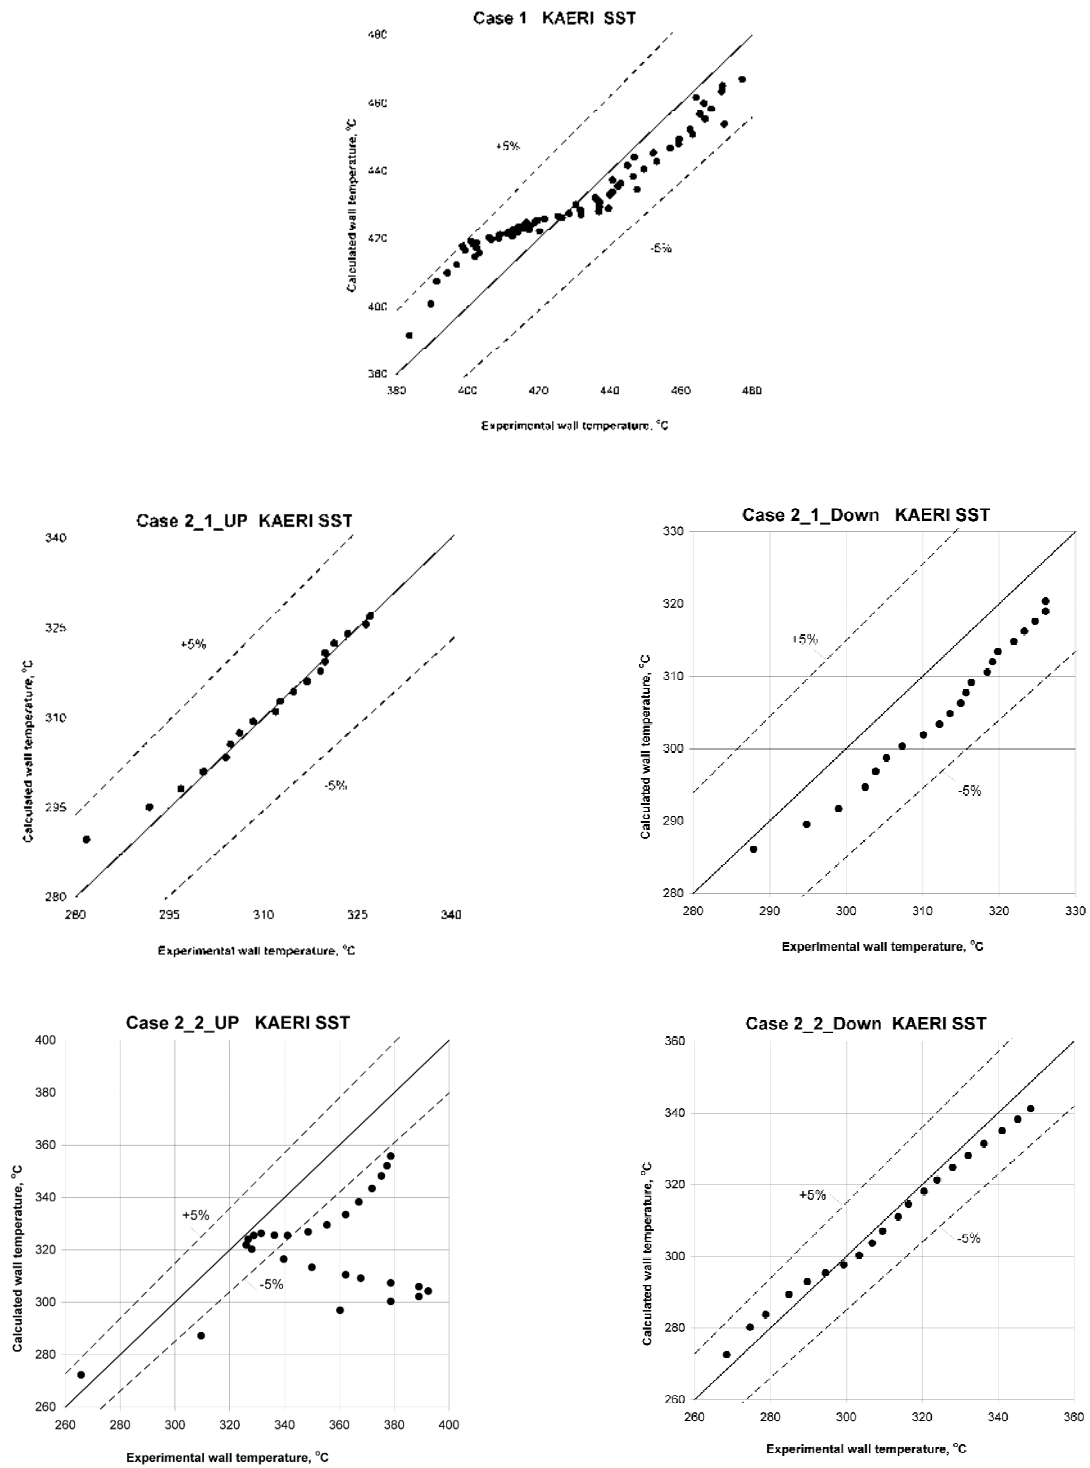 Case 1 KAERI SST
480
460
440
420
400
380
380 400 420 440 460 480
+5%
-5%
Calculated wall temperature, °C
Experimental wall temperature, °C
Case 2_1_UP KAERI SST
340
325
310
295
280
280 295 310 325 340
+5%
-5%
Calculated wall temperature, °C
Experimental wall temperature, °C
Case 2_1_Down KAERI SST
330
320
310
300
290
280
280 290 300 310 320 330
+5%
-5%
Calculated wall temperature, °C
Experimental wall temperature, °C
Case 2_2_UP KAERI SST
400
380
360
340
320
300
280
260
260 280 300 320 340 360 380 400
+5%
-5%
Calculated wall temperature, °C
Experimental wall temperature, °C
Case 2_2_Down KAERI SST
360
340
320
300
280
260
260 280 300 320 340 360
+5%
-5%
Calculated wall temperature, °C
Experimental wall temperature, °C